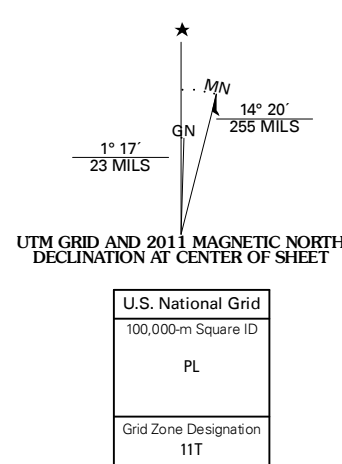 ★
MN
GN
14° 20´
255 MILS
1° 17´
23 MILS
UTM GRID AND 2011 MAGNETIC NORTH
DECLINATION AT CENTER OF SHEET
U.S. National Grid
100,000-m Square ID
PL
Grid Zone Designation
11T